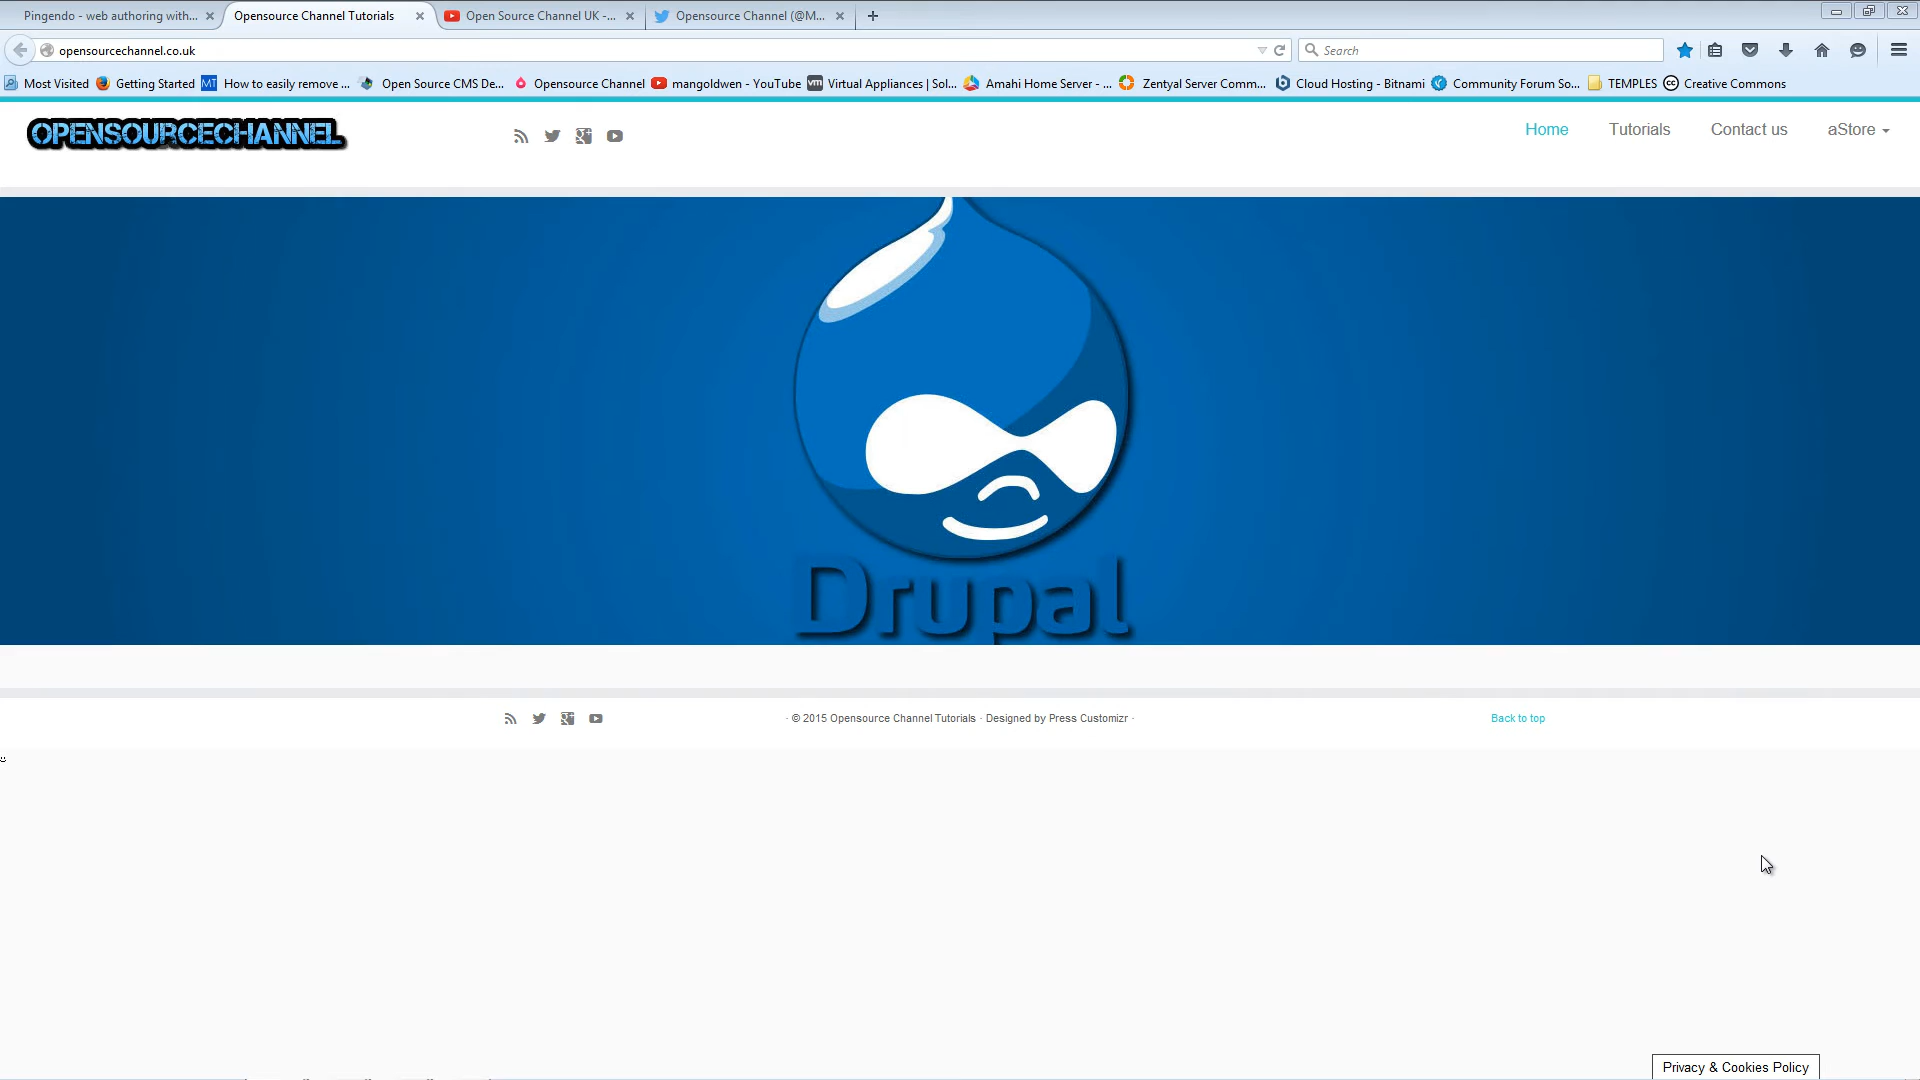 Pingendo - web authoring with...
Opensource Channel Tutorials
Open Source Channel UK -...
Opensource Channel (@M...
opensourcechannel.co.uk
Search
Most Visited
Getting Started
MT
How to easily remove ...
Open Source CMS De...
Opensource Channel
mangoldwen - YouTube
vm
Virtual Appliances | Sol...
Amahi Home Server - ...
Zentyal Server Comm...
Cloud Hosting - Bitnami
Community Forum So...
TEMPLES
Creative Commons
OPENSOURCECHANNEL
Home
Tutorials
Contact us
aStore
Drupal
· © 2015 Opensource Channel Tutorials · Designed by Press Customizr ·
Back to top
Privacy & Cookies Policy